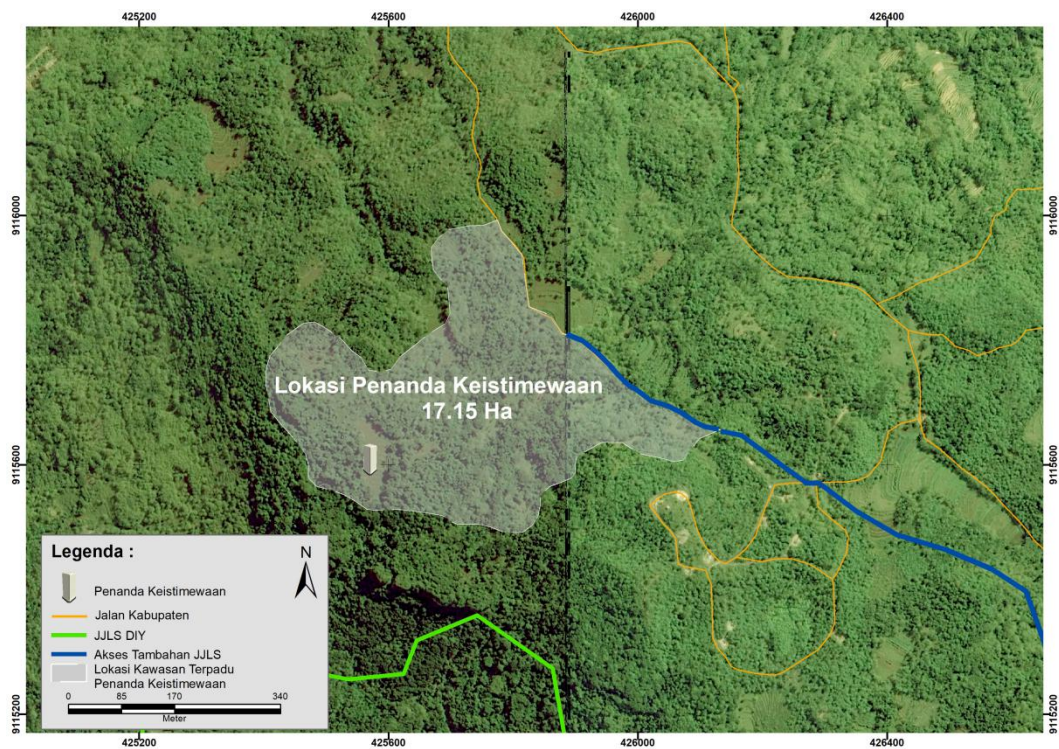 425200 425600 426000 426400
9116000 9116000
Lokasi Penanda Keistimewaan
17.15 Ha
9115600 9115600
Legenda :
N
Penanda Keistimewaan
Jalan Kabupaten
JJLS DIY
Akses Tambahan JJLS
Lokasi Kawasan Terpadu
Penanda Keistimewaan
0 85 170 340
Meter
9115200 9115200
425200 425600 426000 426400